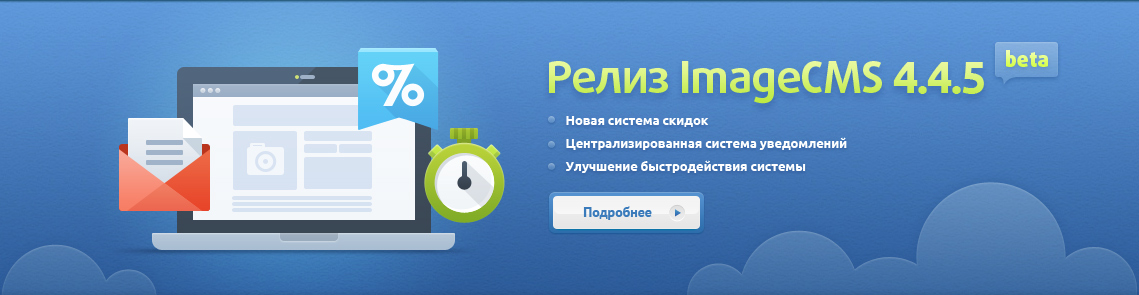 Релиз ImageCMS 4.4.5 beta
Новая система скидок
Централизированная система уведомлений
Улучшение быстродействия системы
Подробнее
%